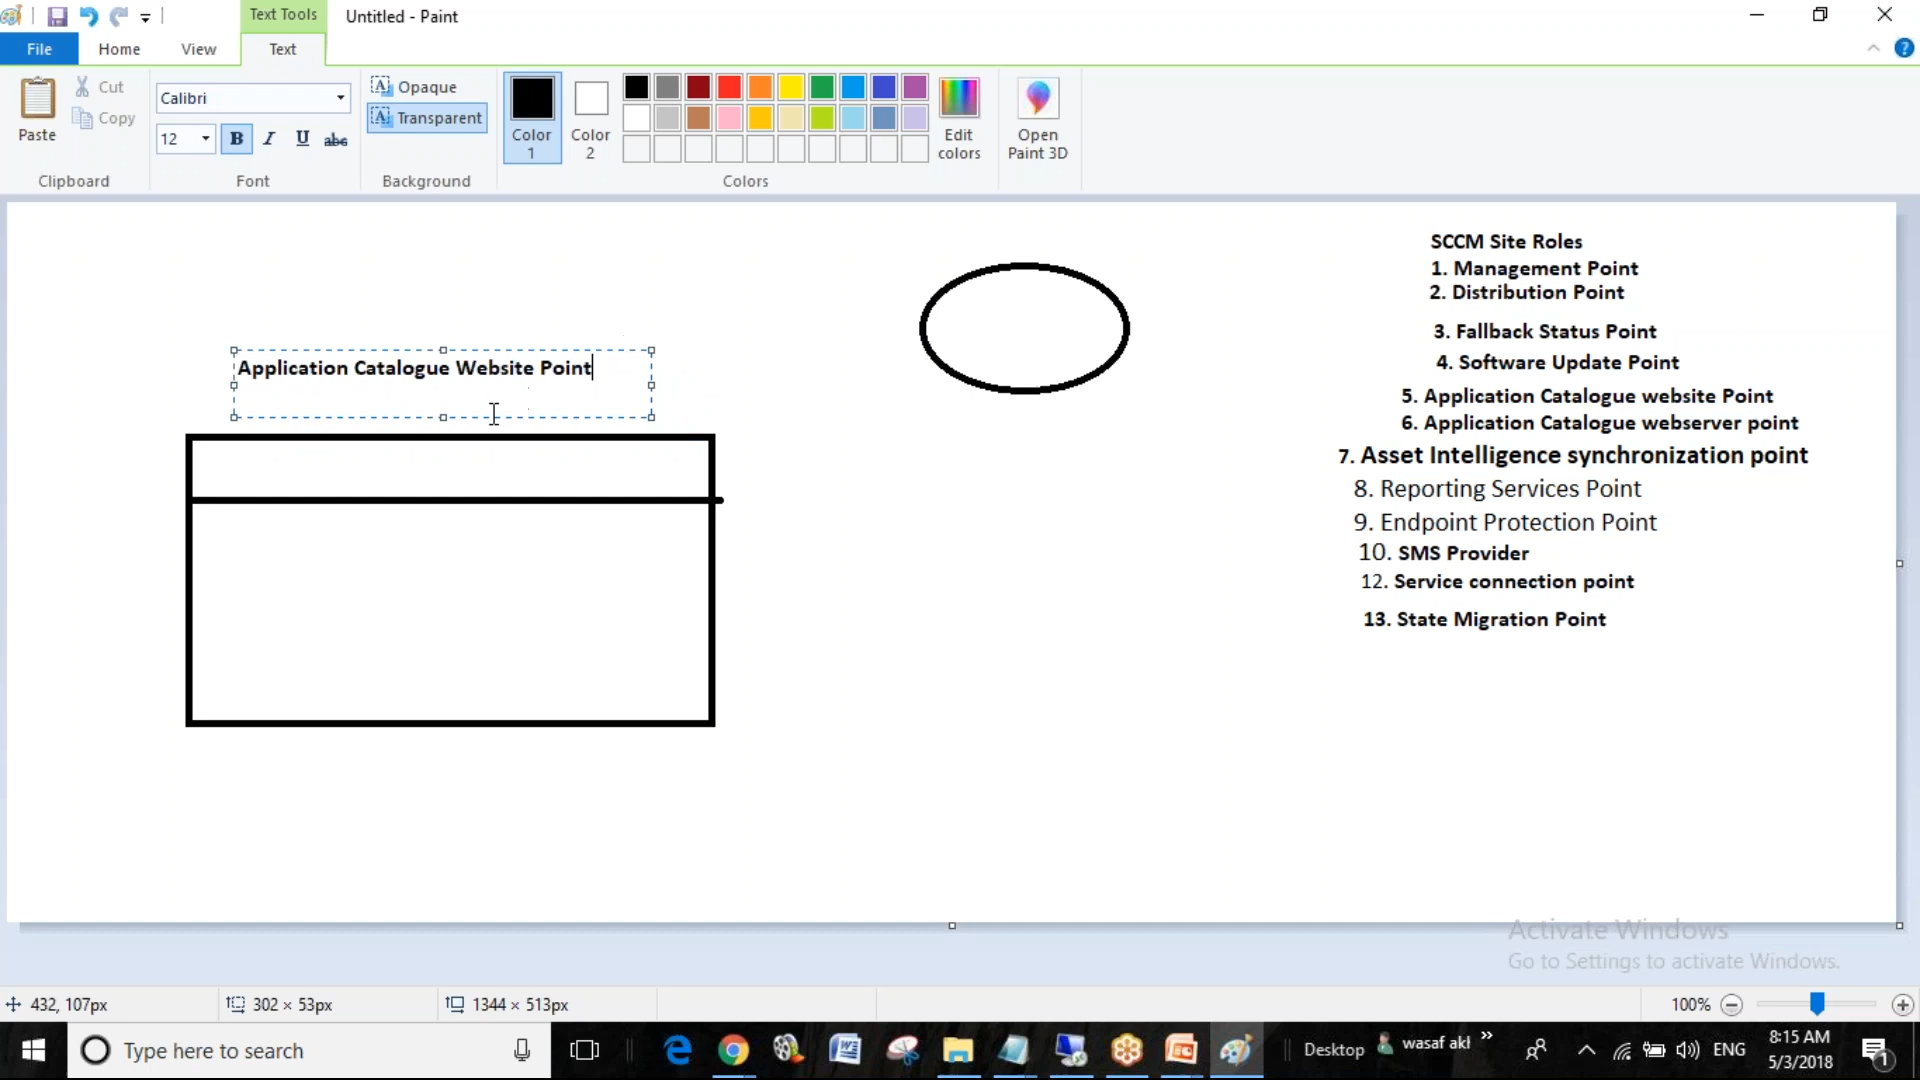 Text Tools
Untitled - Paint
File
Home
View
Text
Paste
Cut
Copy
Clipboard
Calibri
12
B
I
U
abc
Font
Opaque
Transparent
Background
Color
1
Color
2
Edit
colors
Colors
Open
Paint 3D
Application Catalogue Website Point
SCCM Site Roles
1. Management Point
2. Distribution Point
3. Fallback Status Point
4. Software Update Point
5. Application Catalogue website Point
6. Application Catalogue webserver point
7. Asset Intelligence synchronization point
8. Reporting Services Point
9. Endpoint Protection Point
10. SMS Provider
12. Service connection point
13. State Migration Point
Activate Windows
Go to Settings to activate Windows.
432, 107px
302 × 53px
1344 × 513px
100%
Type here to search
Desktop
wasaf akl
ENG
8:15 AM
5/3/2018
1